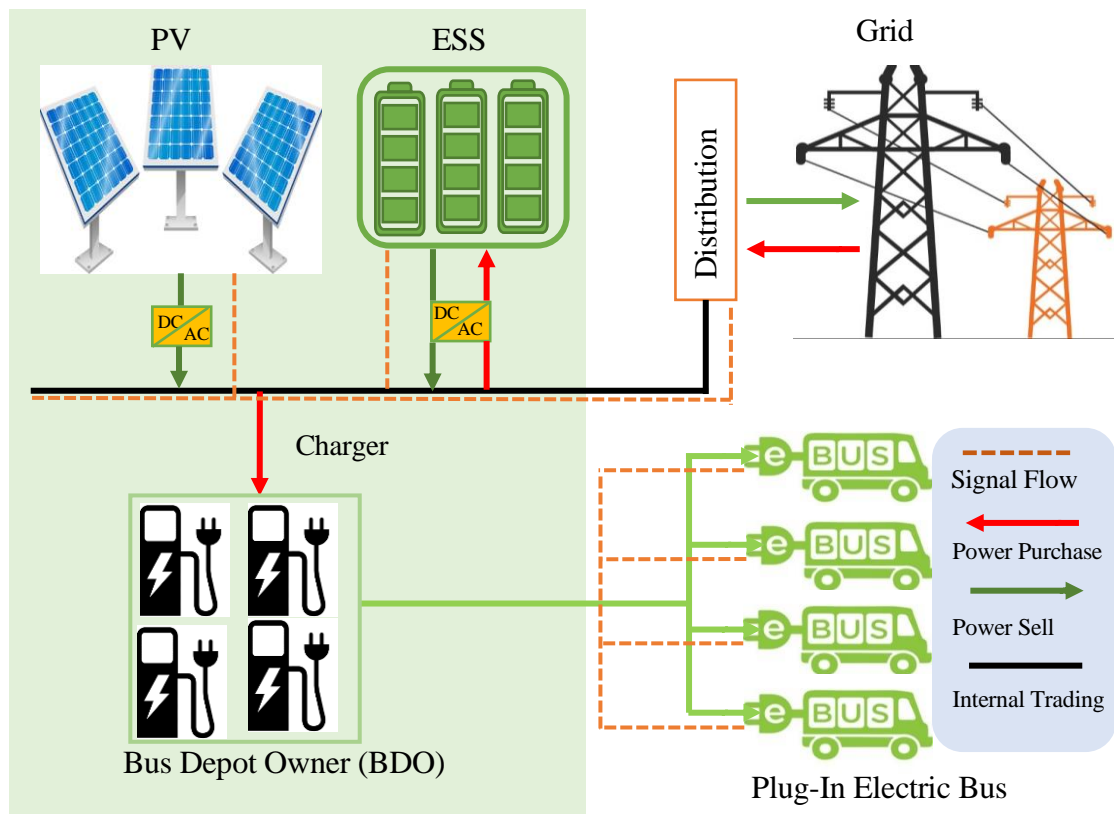 PV
ESS
Grid
Distribution
DC
AC
DC
AC
Charger
e BUS
e BUS
e BUS
e BUS
Signal Flow
Power Purchase
Power Sell
Internal Trading
Bus Depot Owner (BDO)
Plug-In Electric Bus